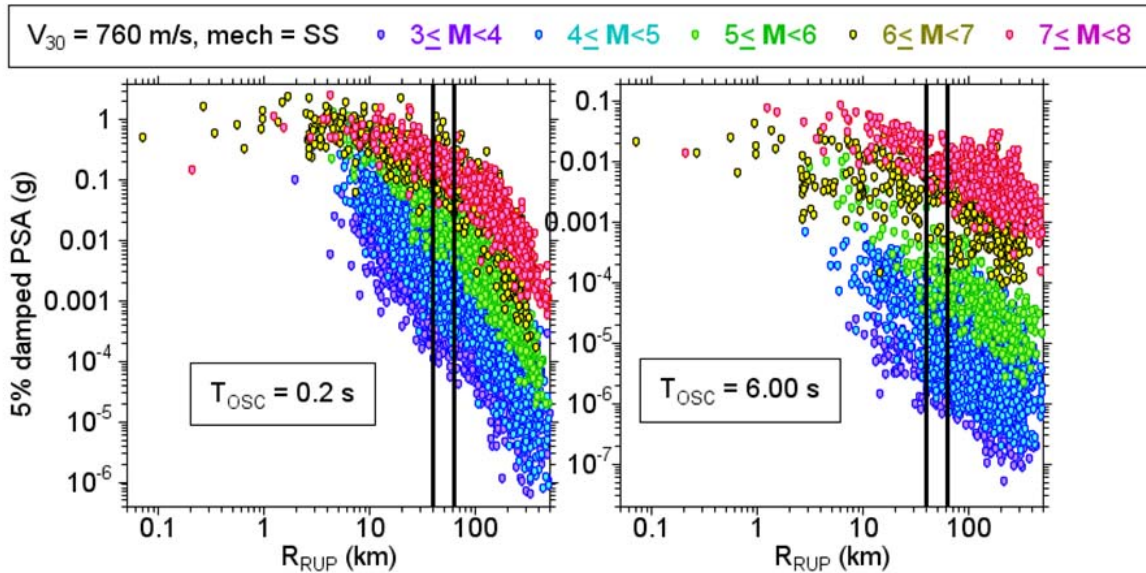 V30 = 760 m/s, mech = SS 3≤ M<4 4≤ M<5 5≤ M<6 6≤ M<7 7≤ M<8
5% damped PSA (g)
1
0.1
0.01
0.001
10-4
10-5
10-6
TOSC = 0.2 s
0.1 1 10 100
RRUP (km)
0.1
0.01
0.001
10-4
10-5
10-6
10-7
TOSC = 6.00 s
0.1 1 10 100
RRUP (km)